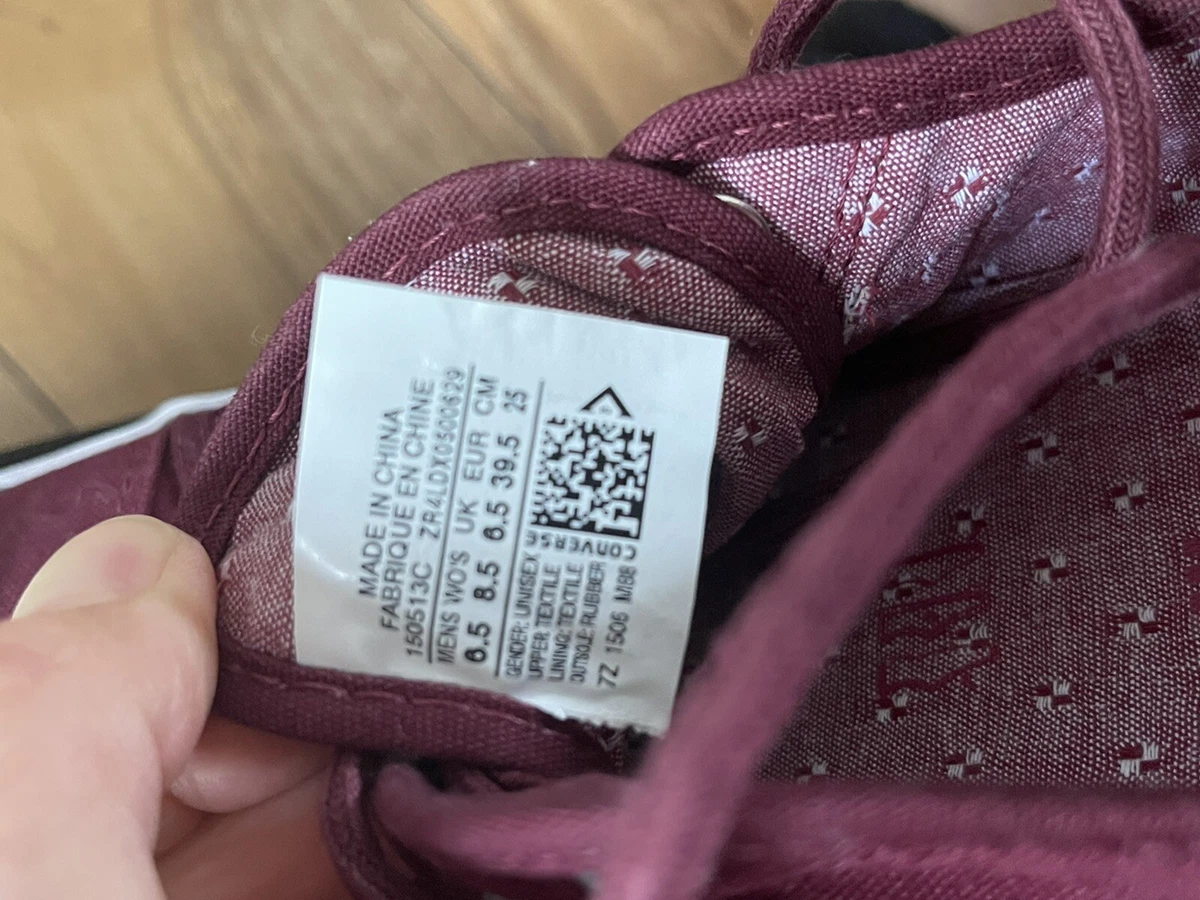 MADE IN CHINA
FABRIQUE EN CHINE
150513C ZR4LDX0500629
MENS WO'S UK EUR CM
6.5 8.5 6.5 39.5 25
GENDER: UNISEX
UPPER: TEXTILE
LINING: TEXTILE
OUTSOLE: RUBBER
7Z 1506 M88
CONVERSE